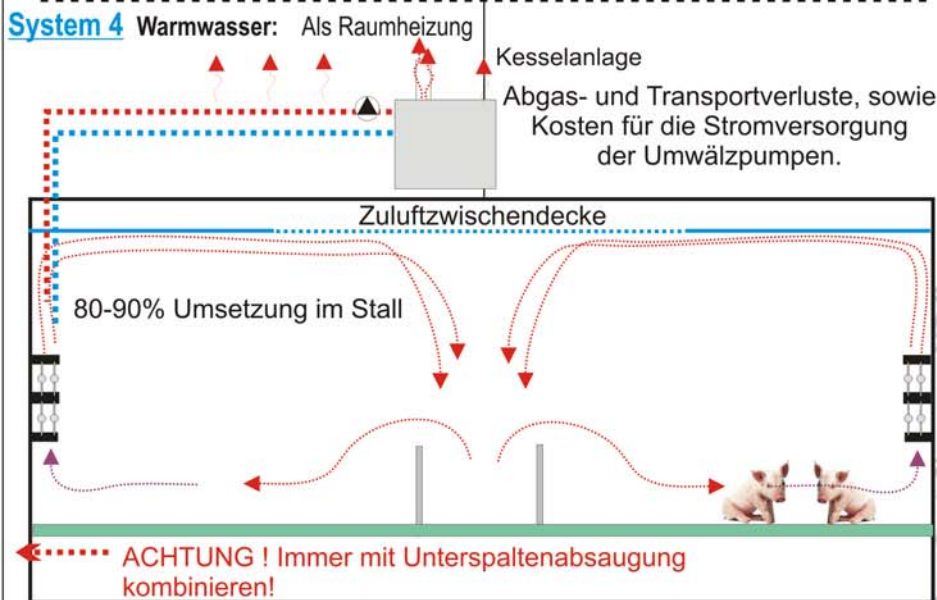 System 4 Warmwasser: Als Raumheizung
Kesselanlage
Abgas- und Transportverluste, sowie
Kosten für die Stromversorgung
der Umwälzpumpen.
Zuluftzwischendecke
80-90% Umsetzung im Stall
ACHTUNG ! Immer mit Unterspaltenabsaugung
kombinieren!